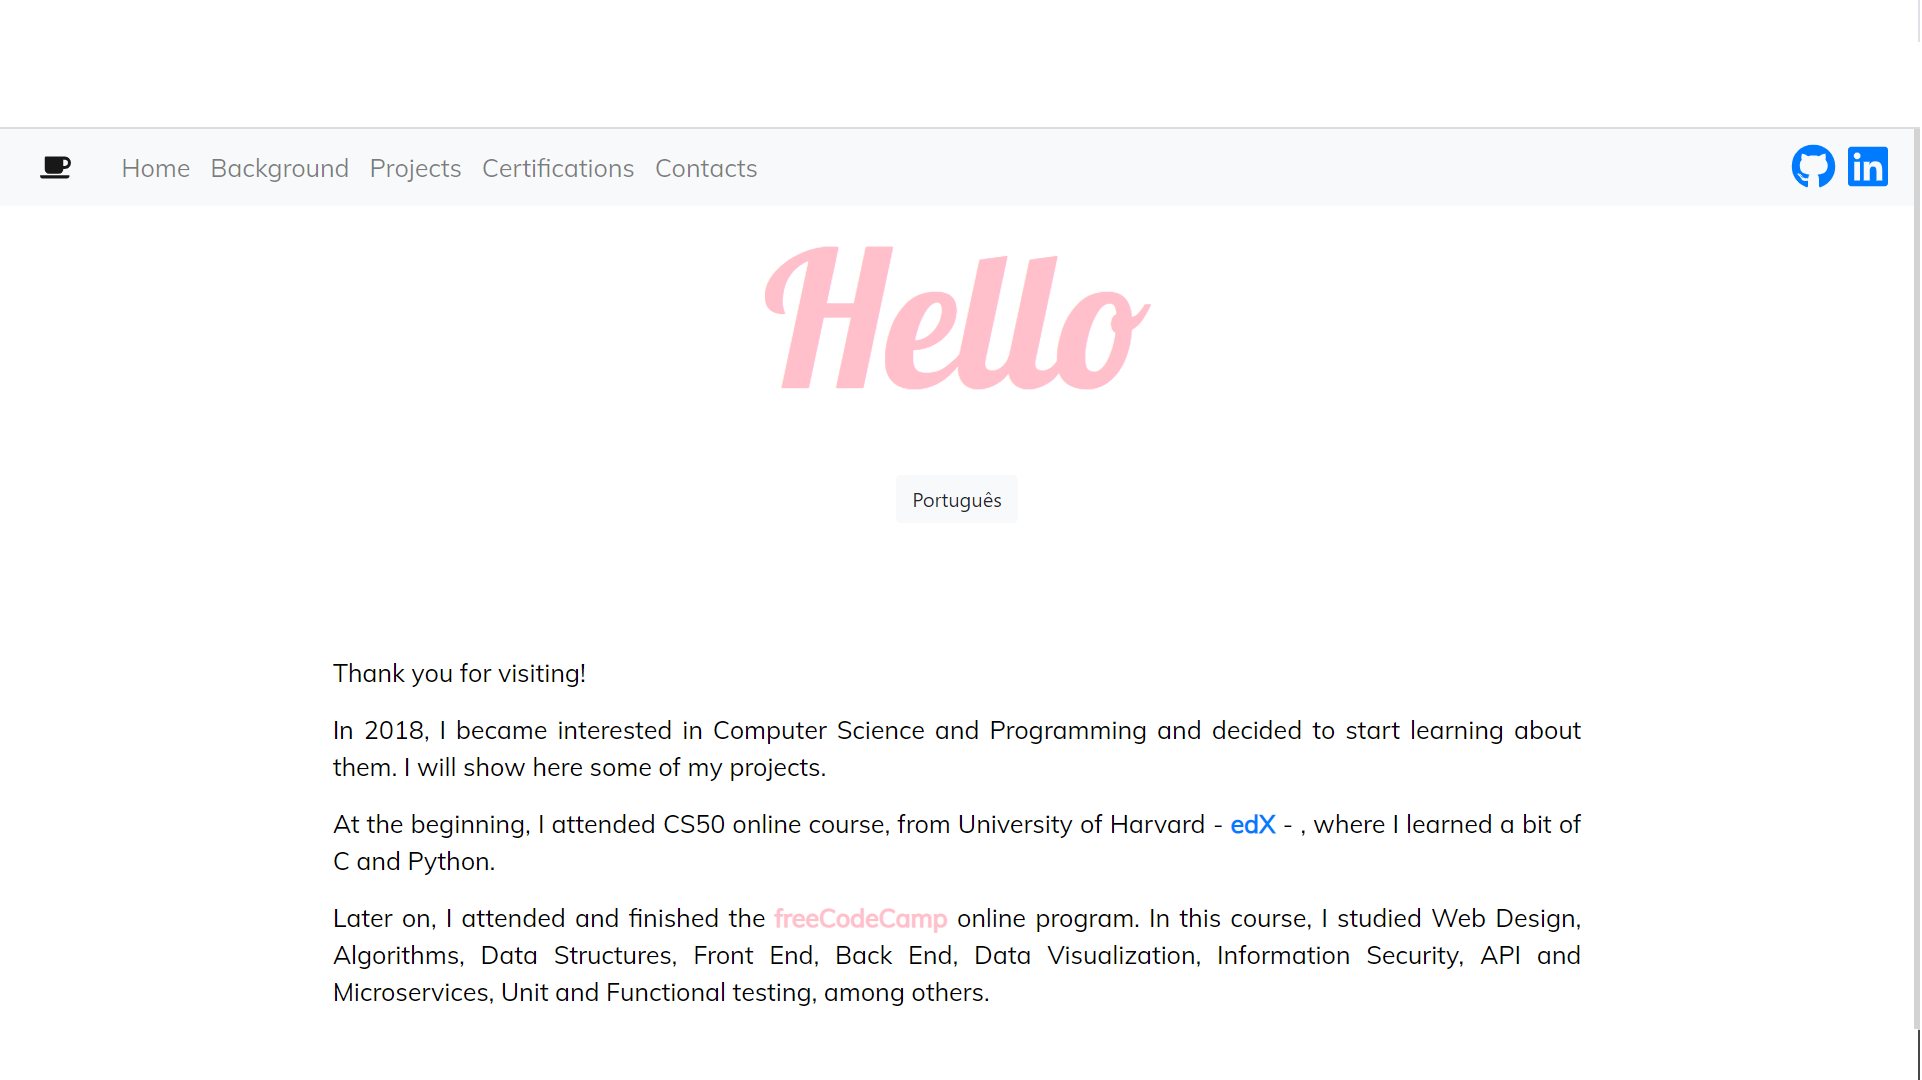 Home Background Projects Certifications Contacts
Hello
Português
Thank you for visiting!
In 2018, I became interested in Computer Science and Programming and decided to start learning about
them. I will show here some of my projects.
At the beginning, I attended CS50 online course, from University of Harvard - edX - , where I learned a bit of
C and Python.
Later on, I attended and finished the freeCodeCamp online program. In this course, I studied Web Design,
Algorithms, Data Structures, Front End, Back End, Data Visualization, Information Security, API and
Microservices, Unit and Functional testing, among others.